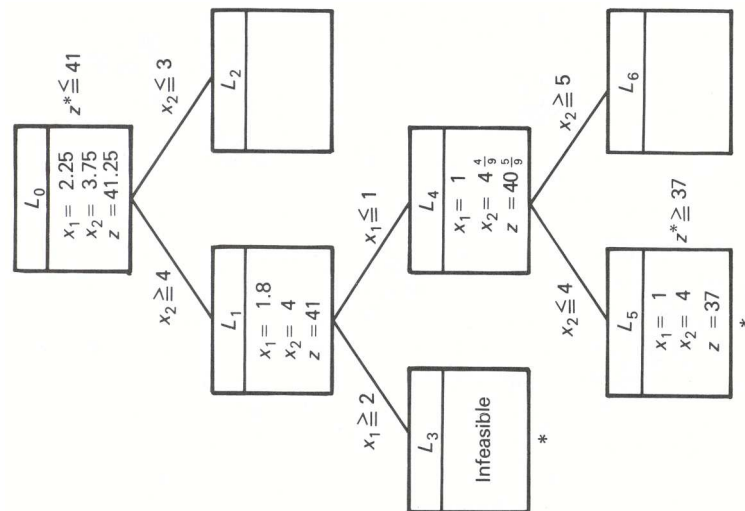 L₀
x₁ = 2.25
x₂ = 3.75
z = 41.25
z* ≦ 41
x₂ ≧ 4
x₂ ≦ 3
L₁
x₁ = 1.8
x₂ = 4
z = 41
L₂
x₁ ≧ 2
x₁ ≦ 1
L₃
Infeasible
*
L₄
x₁ = 1
x₂ = 4 4/9
z = 40 5/9
x₂ ≦ 4
x₂ ≧ 5
L₅
x₁ = 1
x₂ = 4
z = 37
z* ≧ 37
*
L₆